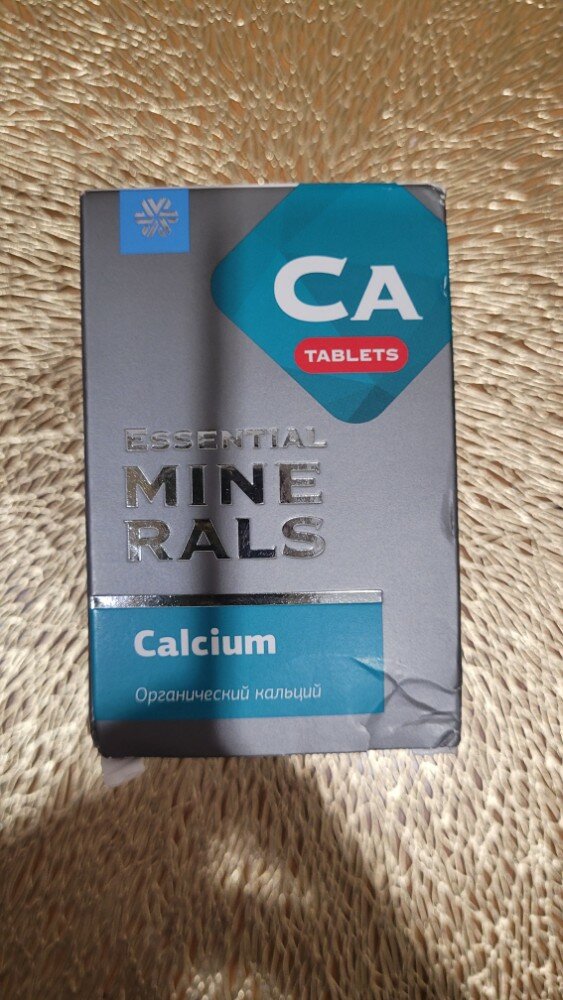 CA
TABLETS
ESSENTIAL
MINE
RALS
Calcium
Органический кальций